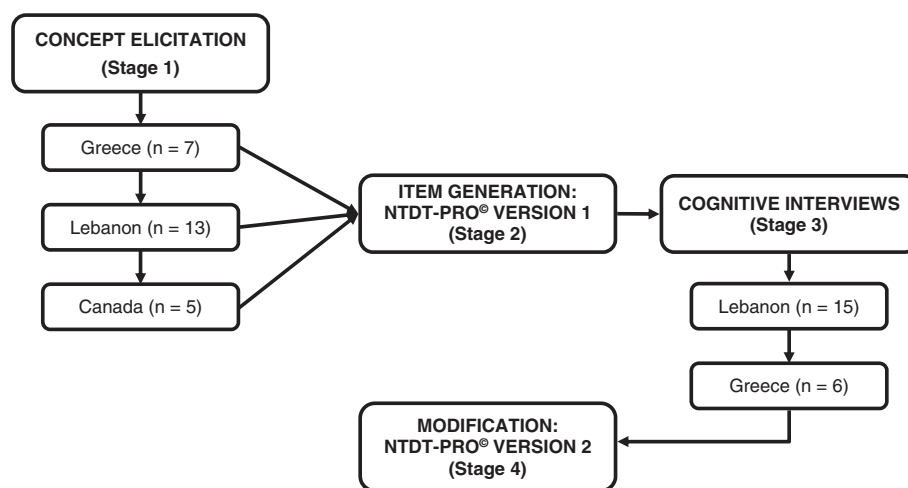 CONCEPT ELICITATION
(Stage 1)
Greece (n = 7)
Lebanon (n = 13)
Canada (n = 5)
ITEM GENERATION:
NTDT-PRO© VERSION 1
(Stage 2)
COGNITIVE INTERVIEWS
(Stage 3)
Lebanon (n = 15)
Greece (n = 6)
MODIFICATION:
NTDT-PRO© VERSION 2
(Stage 4)